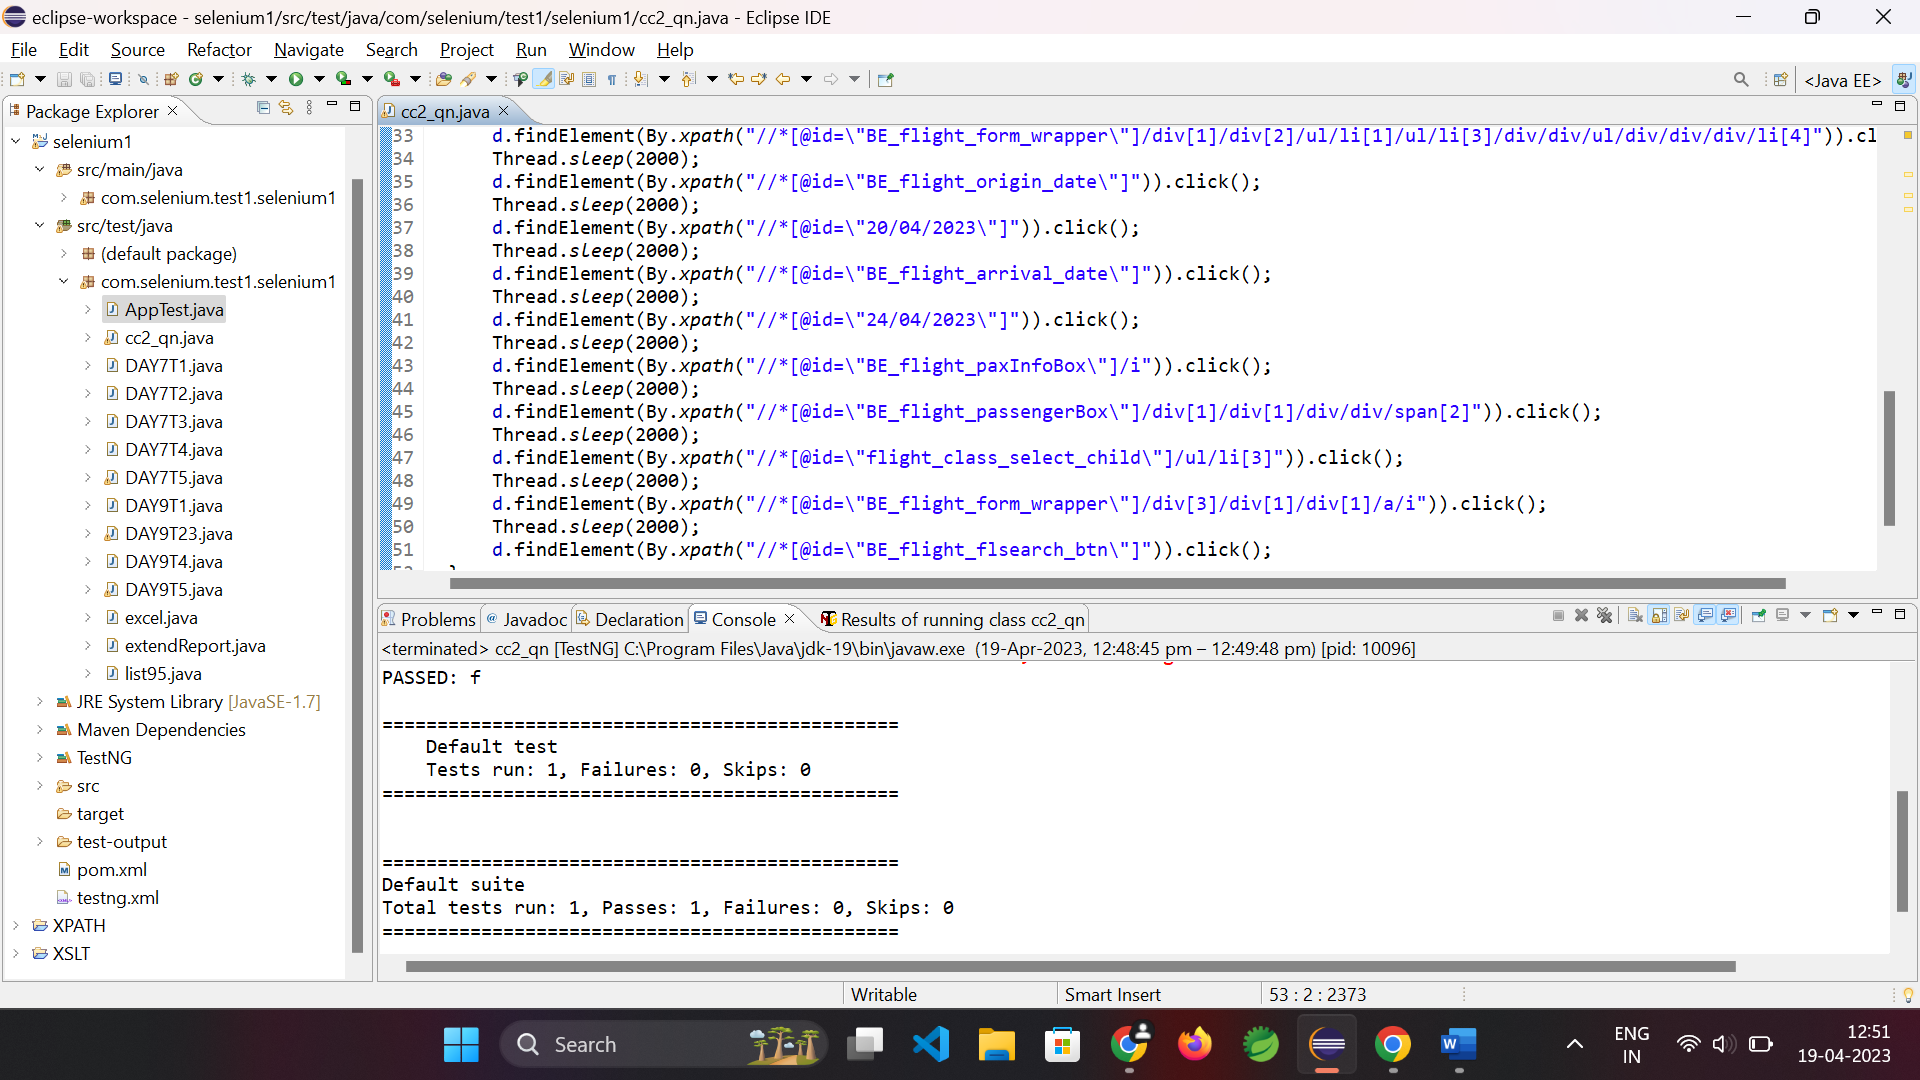 eclipse-workspace - selenium1/src/test/java/com/selenium/test1/selenium1/cc2_qn.java - Eclipse IDE
File Edit Source Refactor Navigate Search Project Run Window Help
<Java EE>
Package Explorer
selenium1
src/main/java
com.selenium.test1.selenium1
src/test/java
(default package)
com.selenium.test1.selenium1
AppTest.java
cc2_qn.java
DAY7T1.java
DAY7T2.java
DAY7T3.java
DAY7T4.java
DAY7T5.java
DAY9T1.java
DAY9T23.java
DAY9T4.java
DAY9T5.java
excel.java
extendReport.java
list95.java
JRE System Library [JavaSE-1.7]
Maven Dependencies
TestNG
src
target
test-output
pom.xml
testng.xml
XPATH
XSLT
cc2_qn.java
33 d.findElement(By.xpath("//*[@id=\"BE_flight_form_wrapper\"]/div[1]/div[2]/ul/li[1]/ul/li[3]/div/div/ul/div/div/div/li[4]")).cl
34 Thread.sleep(2000);
35 d.findElement(By.xpath("//*[@id=\"BE_flight_origin_date\"]")).click();
36 Thread.sleep(2000);
37 d.findElement(By.xpath("//*[@id=\"20/04/2023\"]")).click();
38 Thread.sleep(2000);
39 d.findElement(By.xpath("//*[@id=\"BE_flight_arrival_date\"]")).click();
40 Thread.sleep(2000);
41 d.findElement(By.xpath("//*[@id=\"24/04/2023\"]")).click();
42 Thread.sleep(2000);
43 d.findElement(By.xpath("//*[@id=\"BE_flight_paxInfoBox\"]/i")).click();
44 Thread.sleep(2000);
45 d.findElement(By.xpath("//*[@id=\"BE_flight_passengerBox\"]/div[1]/div[1]/div/div/span[2]")).click();
46 Thread.sleep(2000);
47 d.findElement(By.xpath("//*[@id=\"flight_class_select_child\"]/ul/li[3]")).click();
48 Thread.sleep(2000);
49 d.findElement(By.xpath("//*[@id=\"BE_flight_form_wrapper\"]/div[3]/div[1]/div[1]/a/i")).click();
50 Thread.sleep(2000);
51 d.findElement(By.xpath("//*[@id=\"BE_flight_flsearch_btn\"]")).click();
Problems Javadoc Declaration Console Results of running class cc2_qn
<terminated> cc2_qn [TestNG] C:\Program Files\Java\jdk-19\bin\javaw.exe (19-Apr-2023, 12:48:45 pm – 12:49:48 pm) [pid: 10096]
PASSED: f
===============================================
Default test
Tests run: 1, Failures: 0, Skips: 0
===============================================
===============================================
Default suite
Total tests run: 1, Passes: 1, Failures: 0, Skips: 0
===============================================
Writable Smart Insert 53 : 2 : 2373
Search
ENG
IN
12:51
19-04-2023